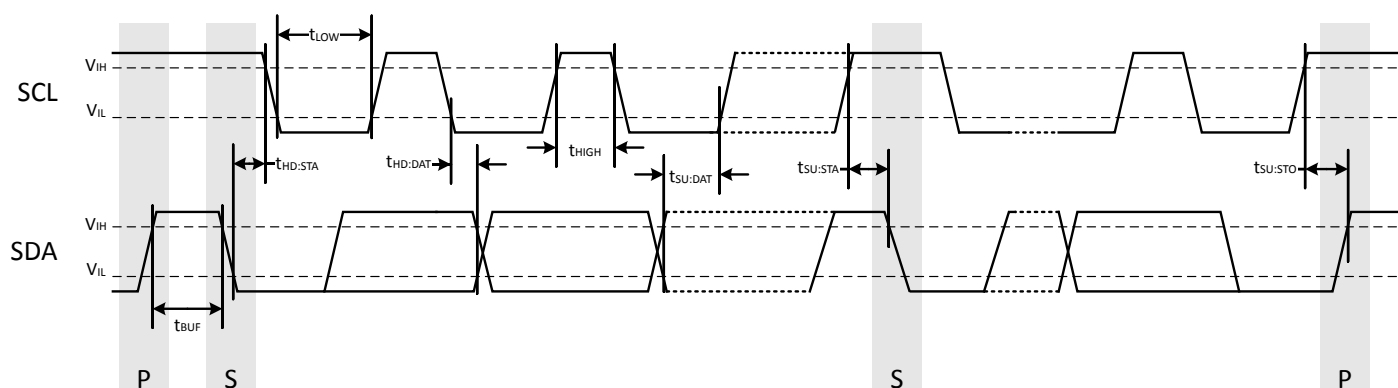 tLOW
VIH
SCL
VIL
tHD:STA
tHD:DAT
tHIGH
tSU:DAT
tSU:STA
tSU:STO
VIH
SDA
VIL
tBUF
P S S P